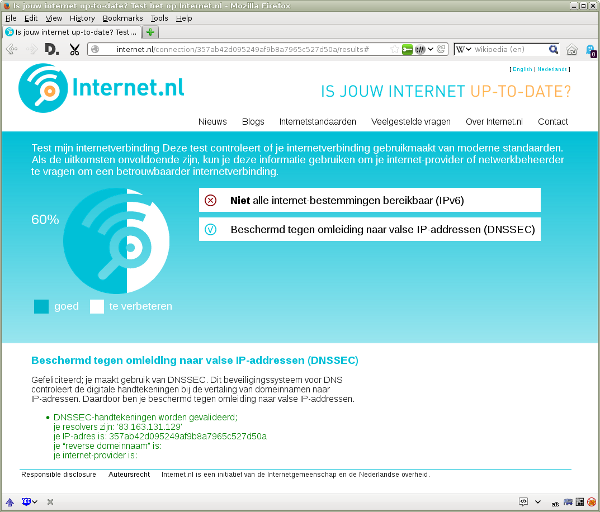 Is jouw internet up-to-date? Test het op Internet.nl - Mozilla Firefox
File Edit View History Bookmarks Tools Help
Is jouw internet up-to-date? Test ...
internet.nl/connection/357ab42d095249af9b8a7965c527d50a/results#
Wikipedia (en)
Internet.nl
| English | Nederlands |
IS JOUW INTERNET UP-TO-DATE?
Nieuws Blogs Internetstandaarden Veelgestelde vragen Over Internet.nl Contact
Test mijn internetverbinding Deze test controleert of je internetverbinding gebruikmaakt van moderne standaarden.
Als de uitkomsten onvoldoende zijn, kun je deze informatie gebruiken om je internet-provider of netwerkbeheerder
te vragen om een betrouwbaarder internetverbinding.
60%
Niet alle internet-bestemmingen bereikbaar (IPv6)
Beschermd tegen omleiding naar valse IP-addressen (DNSSEC)
goed te verbeteren
Beschermd tegen omleiding naar valse IP-addressen (DNSSEC)
Gefeliciteerd; je maakt gebruik van DNSSEC. Dit beveiligingssysteem voor DNS
controleert de digitale handtekeningen bij de vertaling van domeinnamen naar
IP-adressen. Daardoor ben je beschermd tegen omleiding naar valse IP-addressen.
DNSSEC-handtekeningen worden gevalideerd;
je resolvers zijn: '83.163.131.129'
je IP-adres is: 357ab42d095249af9b8a7965c527d50a
je "reverse domeinnaam" is:
je internet-provider is:
Responsible disclosure Auteursrecht Internet.nl is een initiatief van de Internetgemeenschap en de Nederlandse overheid.